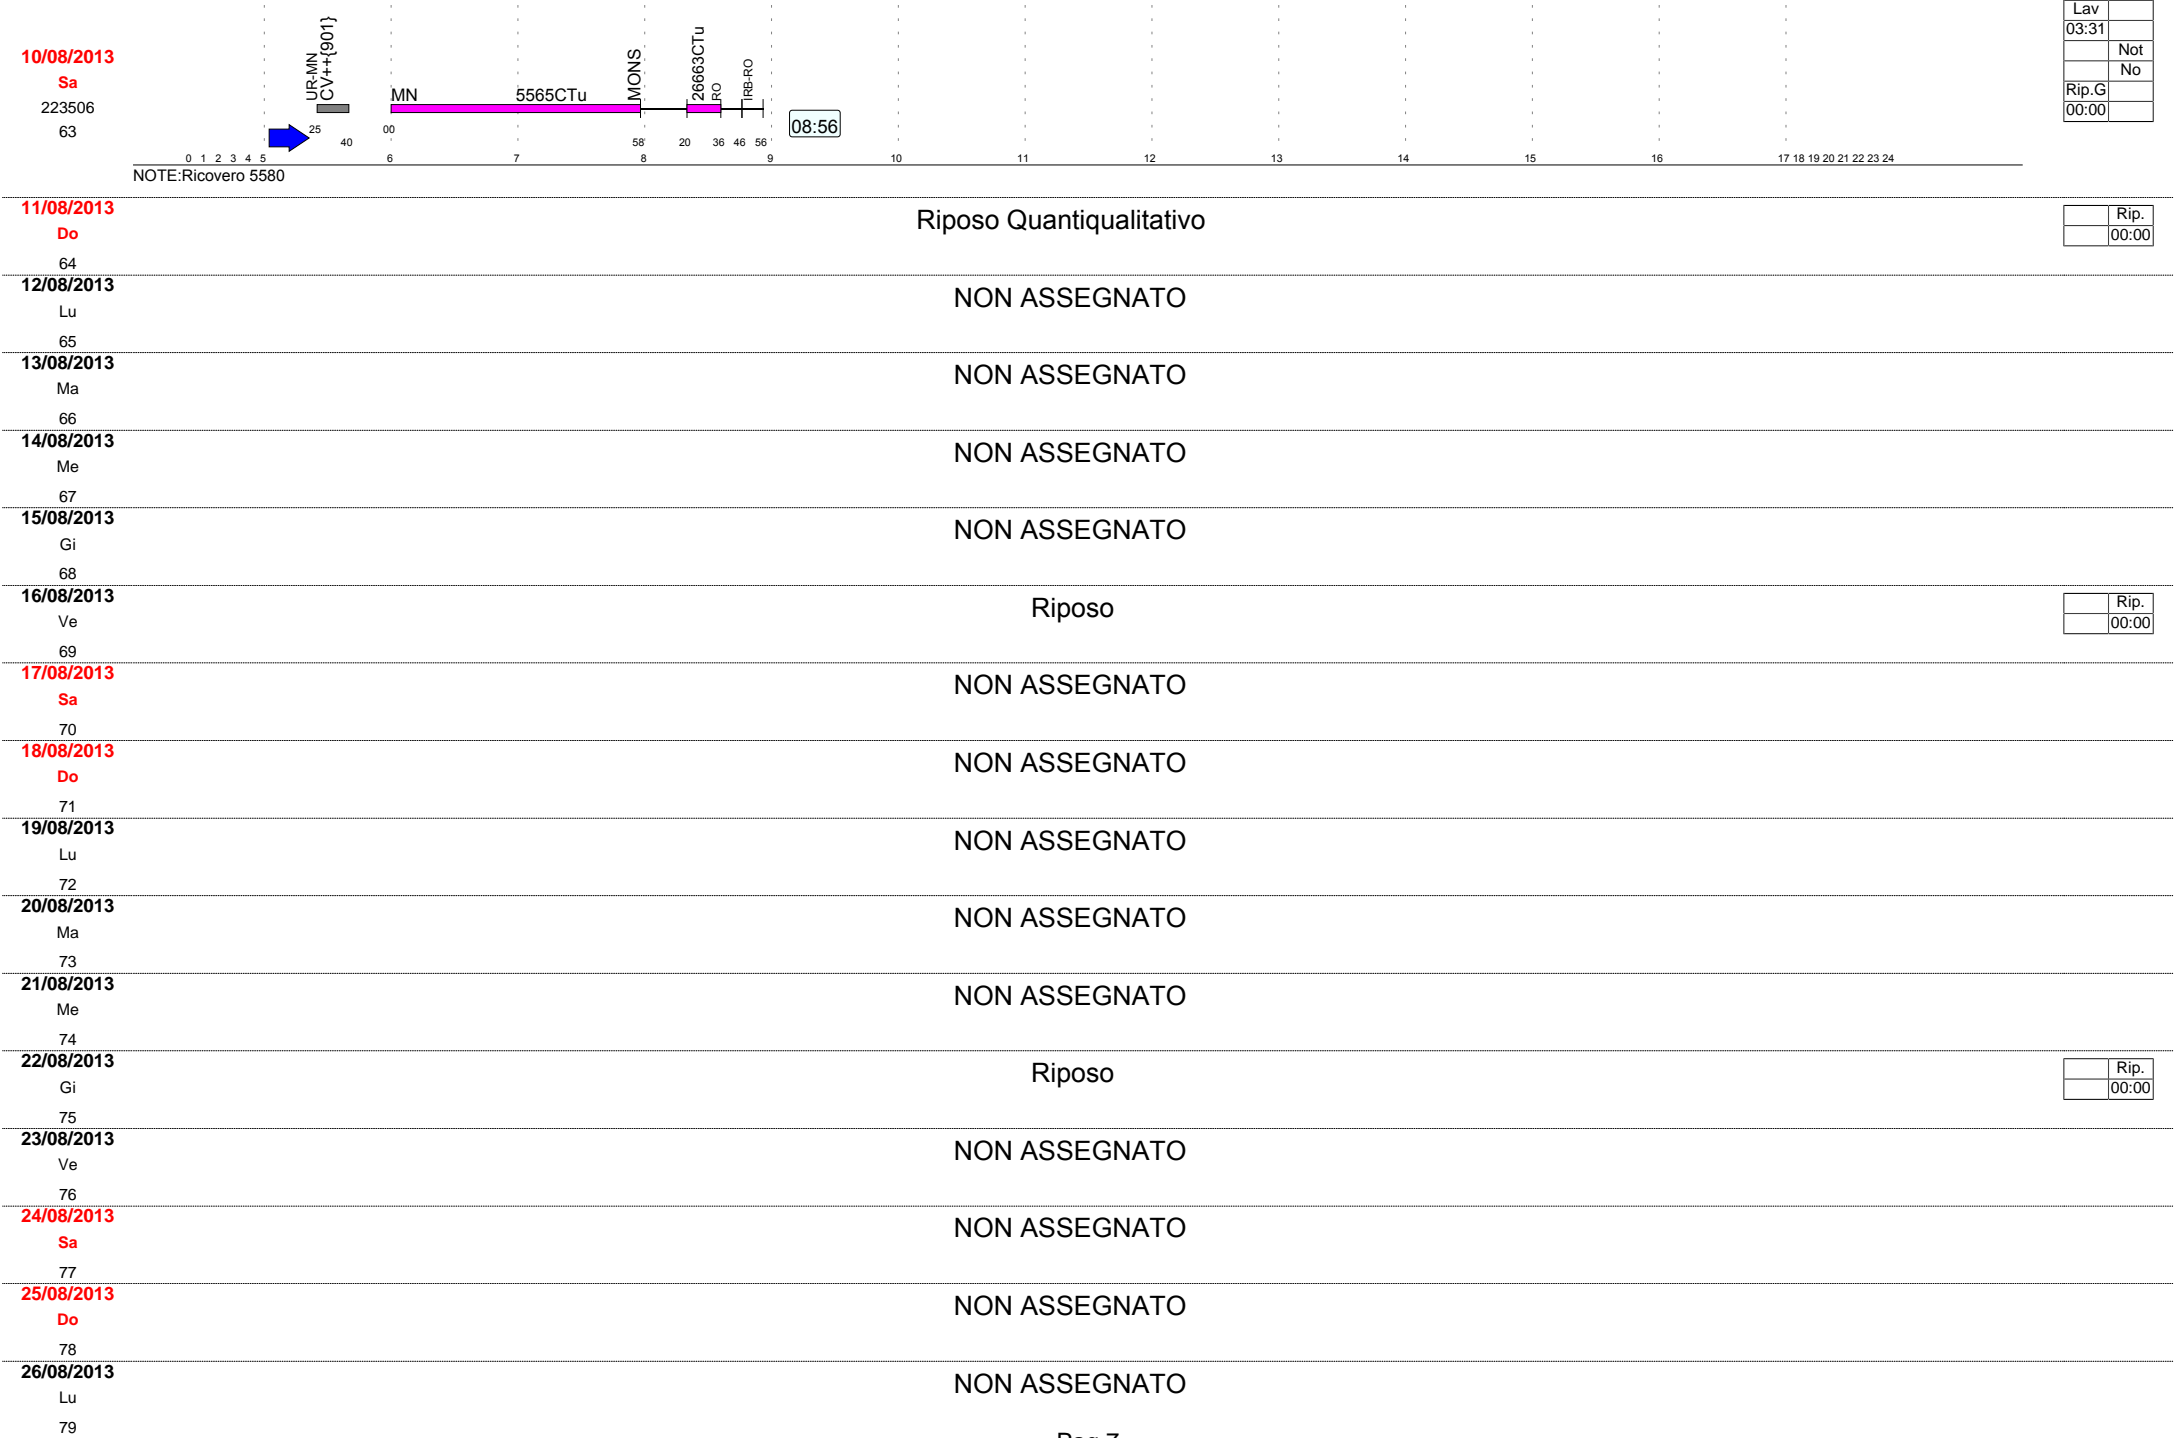 10/08/2013
Sa
223506
63
UR-MN
CV++{901}
MN
5565CTu
MONS
26663CTu
RO
IRB-RO
25
40
00
58
20
36
46
56
08:56
0 1 2 3 4 5 6 7 8 9 10 11 12 13 14 15 16 17 18 19 20 21 22 23 24
NOTE:Ricovero 5580
Lav
03:31
Not
No
Rip.G
00:00
11/08/2013
Do
64
Riposo Quantiqualitativo
Rip.
00:00
12/08/2013
Lu
65
NON ASSEGNATO
13/08/2013
Ma
66
NON ASSEGNATO
14/08/2013
Me
67
NON ASSEGNATO
15/08/2013
Gi
68
NON ASSEGNATO
16/08/2013
Ve
69
Riposo
Rip.
00:00
17/08/2013
Sa
70
NON ASSEGNATO
18/08/2013
Do
71
NON ASSEGNATO
19/08/2013
Lu
72
NON ASSEGNATO
20/08/2013
Ma
73
NON ASSEGNATO
21/08/2013
Me
74
NON ASSEGNATO
22/08/2013
Gi
75
Riposo
Rip.
00:00
23/08/2013
Ve
76
NON ASSEGNATO
24/08/2013
Sa
77
NON ASSEGNATO
25/08/2013
Do
78
NON ASSEGNATO
26/08/2013
Lu
79
NON ASSEGNATO